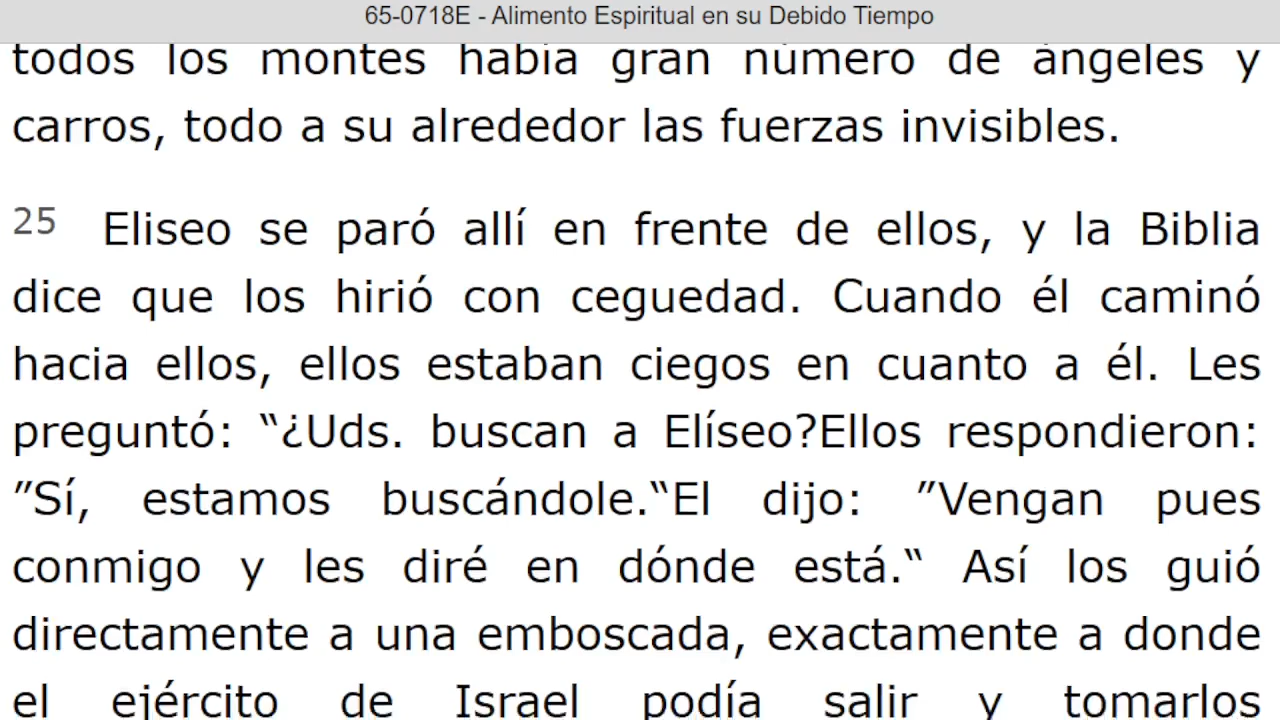 65-0718E - Alimento Espiritual en su Debido Tiempo
todos los montes había gran número de ángeles y
carros, todo a su alrededor las fuerzas invisibles.
25 Eliseo se paró allí en frente de ellos, y la Biblia
dice que los hirió con ceguedad. Cuando él caminó
hacia ellos, ellos estaban ciegos en cuanto a él. Les
preguntó: “¿Uds. buscan a Elíseo?Ellos respondieron:
”Sí, estamos buscándole.“El dijo: ”Vengan pues
conmigo y les diré en dónde está.“ Así los guió
directamente a una emboscada, exactamente a donde
el ejército de Israel podía salir y tomarlos